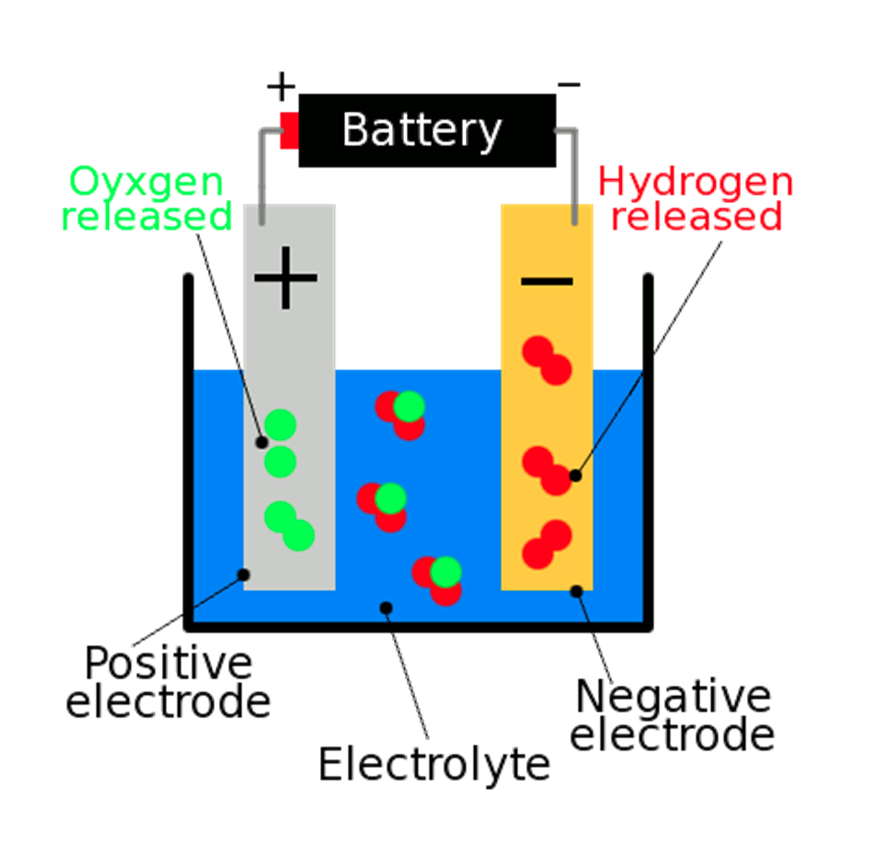 +
−
Battery
Oyxgen
released
Hydrogen
released
+
−
Positive
electrode
Negative
electrode
Electrolyte